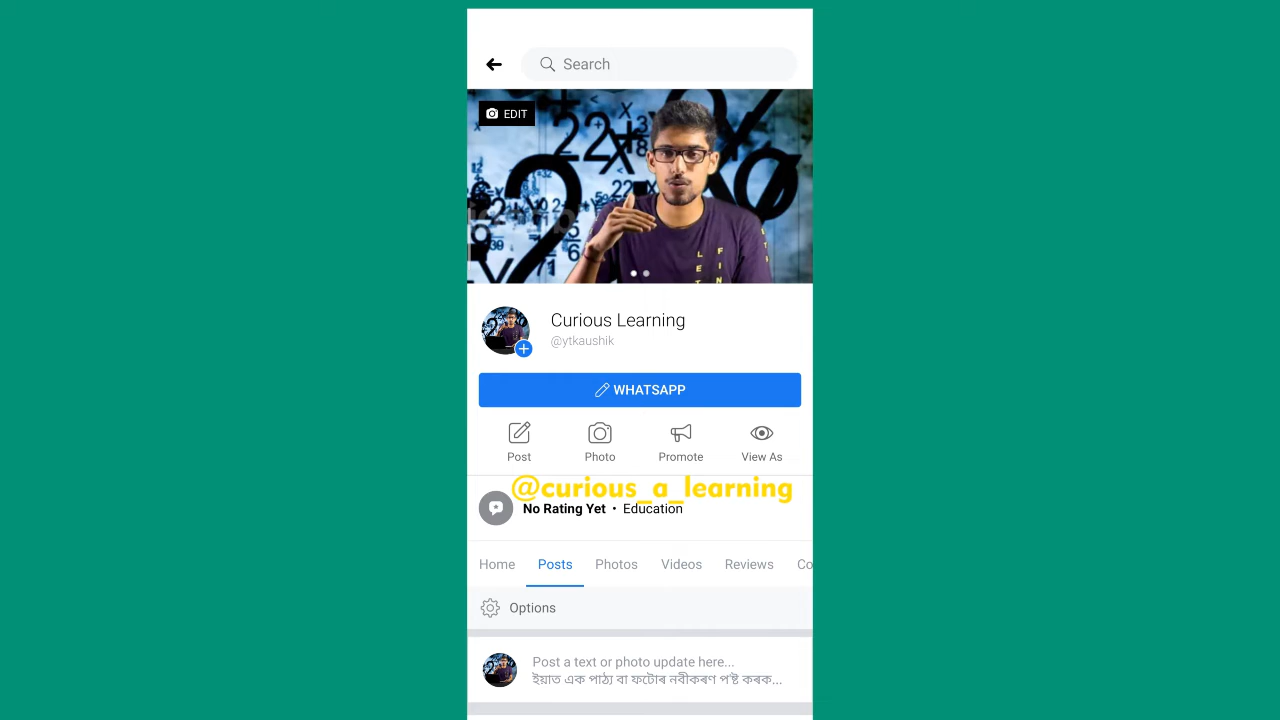 Search
EDIT
Curious Learning
@ytkaushik
WHATSAPP
Post Photo Promote View As
@curious_a_learning
No Rating Yet • Education
Home Posts Photos Videos Reviews Co
Options
Post a text or photo update here...
ইয়াত এক পাঠ্য বা ফটোৰ নবীকৰণ প'ষ্ট কৰক...